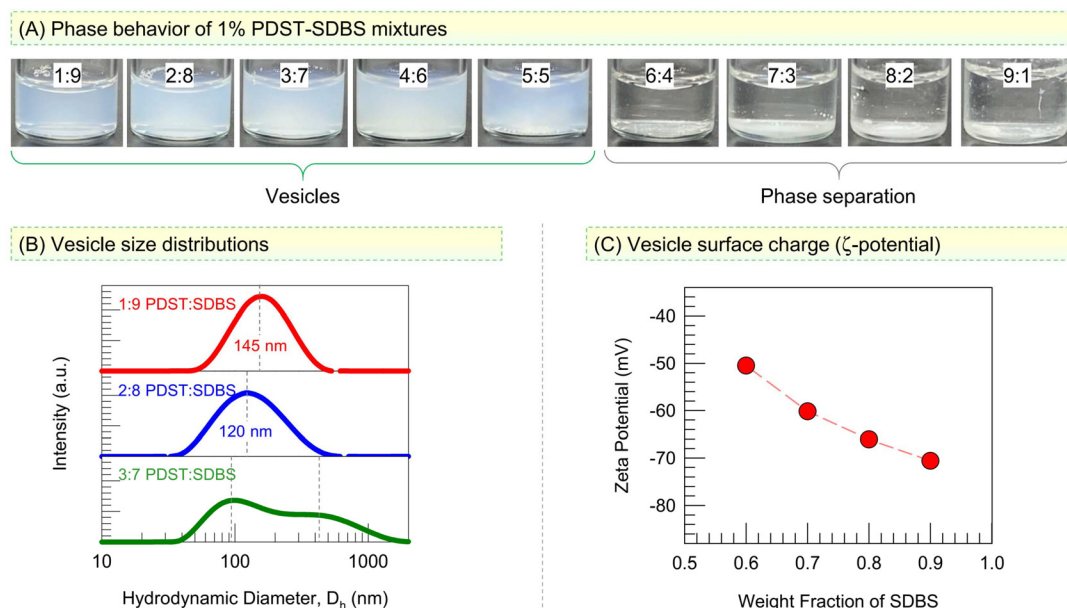 (A) Phase behavior of 1% PDST-SDBS mixtures
1:9 2:8 3:7 4:6 5:5 6:4 7:3 8:2 9:1
Vesicles
Phase separation
(B) Vesicle size distributions
1:9 PDST:SDBS
145 nm
2:8 PDST:SDBS
120 nm
3:7 PDST:SDBS
Intensity (a.u.)
10 100 1000
Hydrodynamic Diameter, Dₕ (nm)
(C) Vesicle surface charge (ζ-potential)
Zeta Potential (mV)
-40
-50
-60
-70
-80
0.5 0.6 0.7 0.8 0.9 1.0
Weight Fraction of SDBS